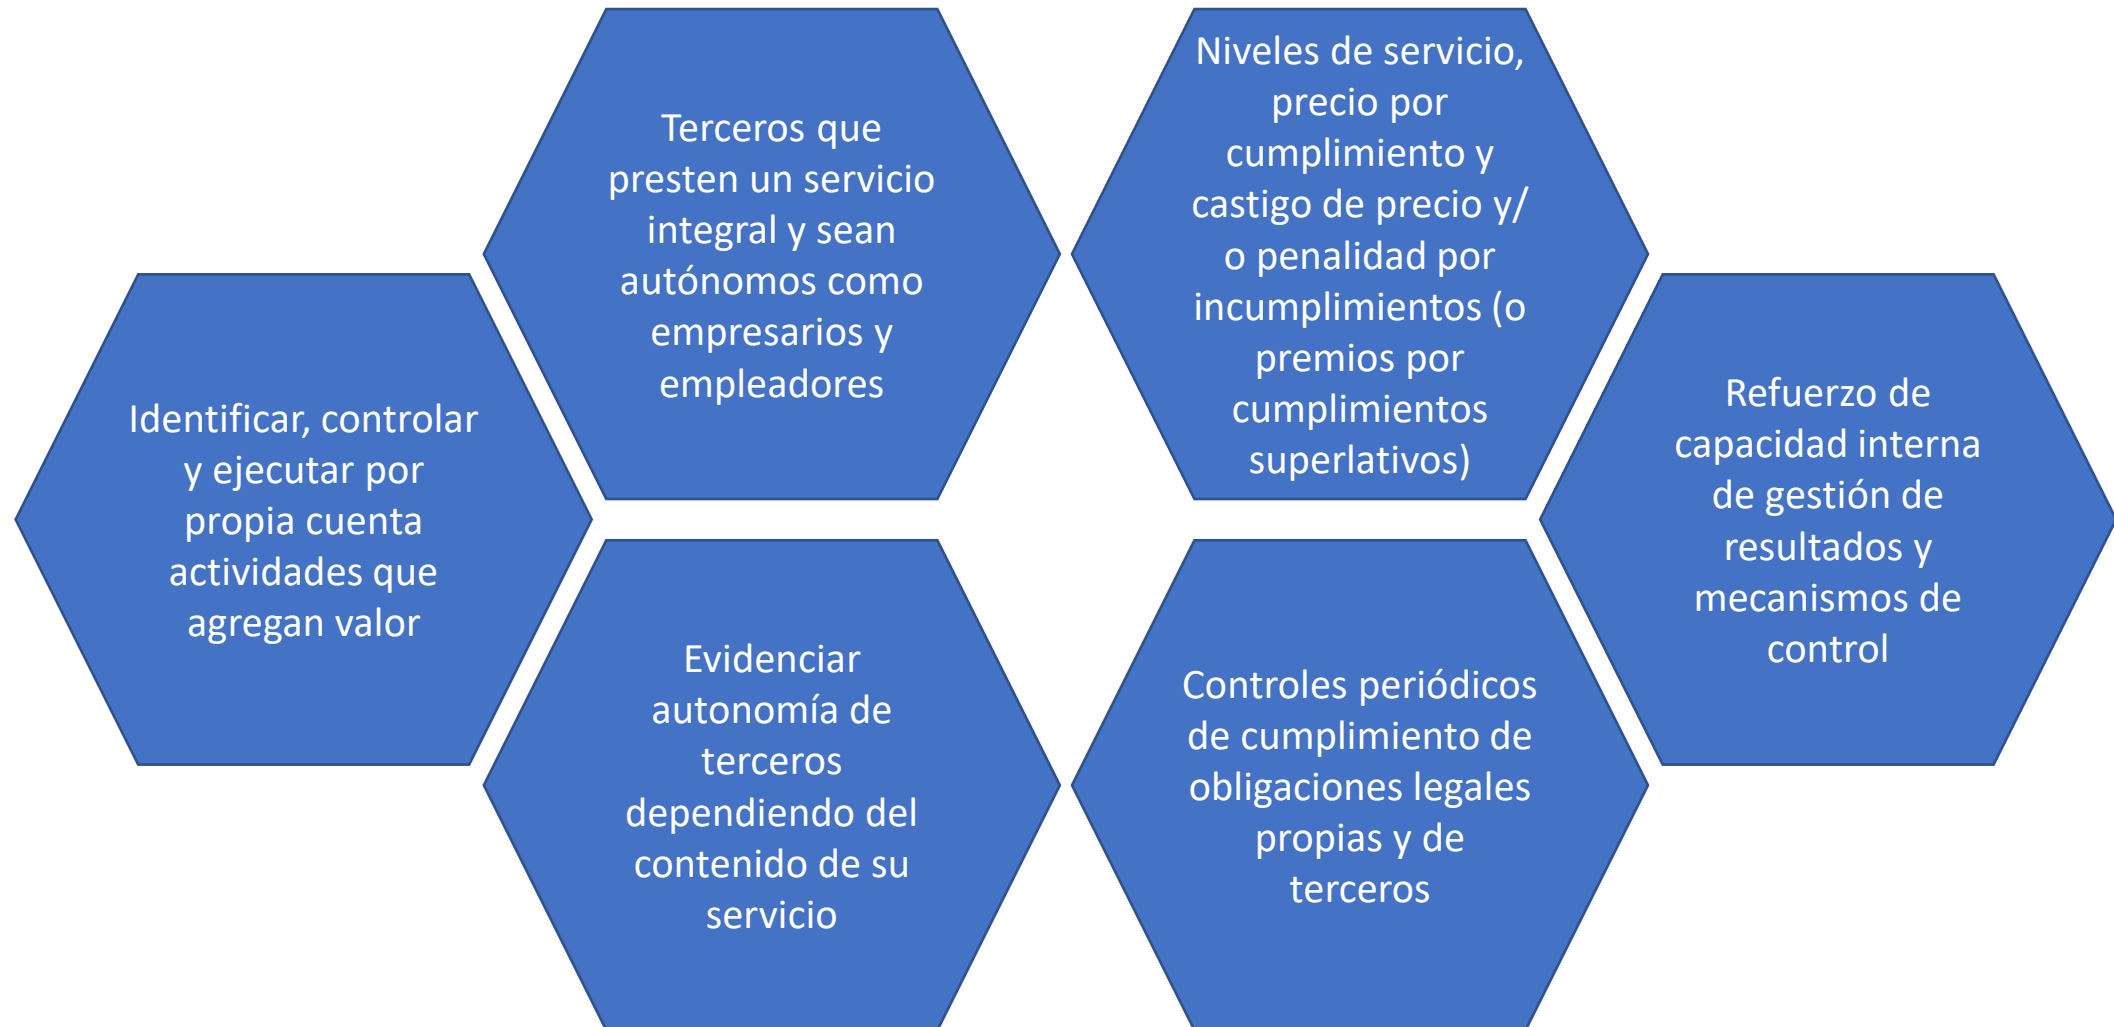 Identificar, controlar
y ejecutar por
propia cuenta
actividades que
agregan valor
Terceros que
presten un servicio
integral y sean
autónomos como
empresarios y
empleadores
Evidenciar
autonomía de
terceros
dependiendo del
contenido de su
servicio
Niveles de servicio,
precio por
cumplimiento y
castigo de precio y/
o penalidad por
incumplimientos (o
premios por
cumplimientos
superlativos)
Controles periódicos
de cumplimiento de
obligaciones legales
propias y de
terceros
Refuerzo de
capacidad interna
de gestión de
resultados y
mecanismos de
control